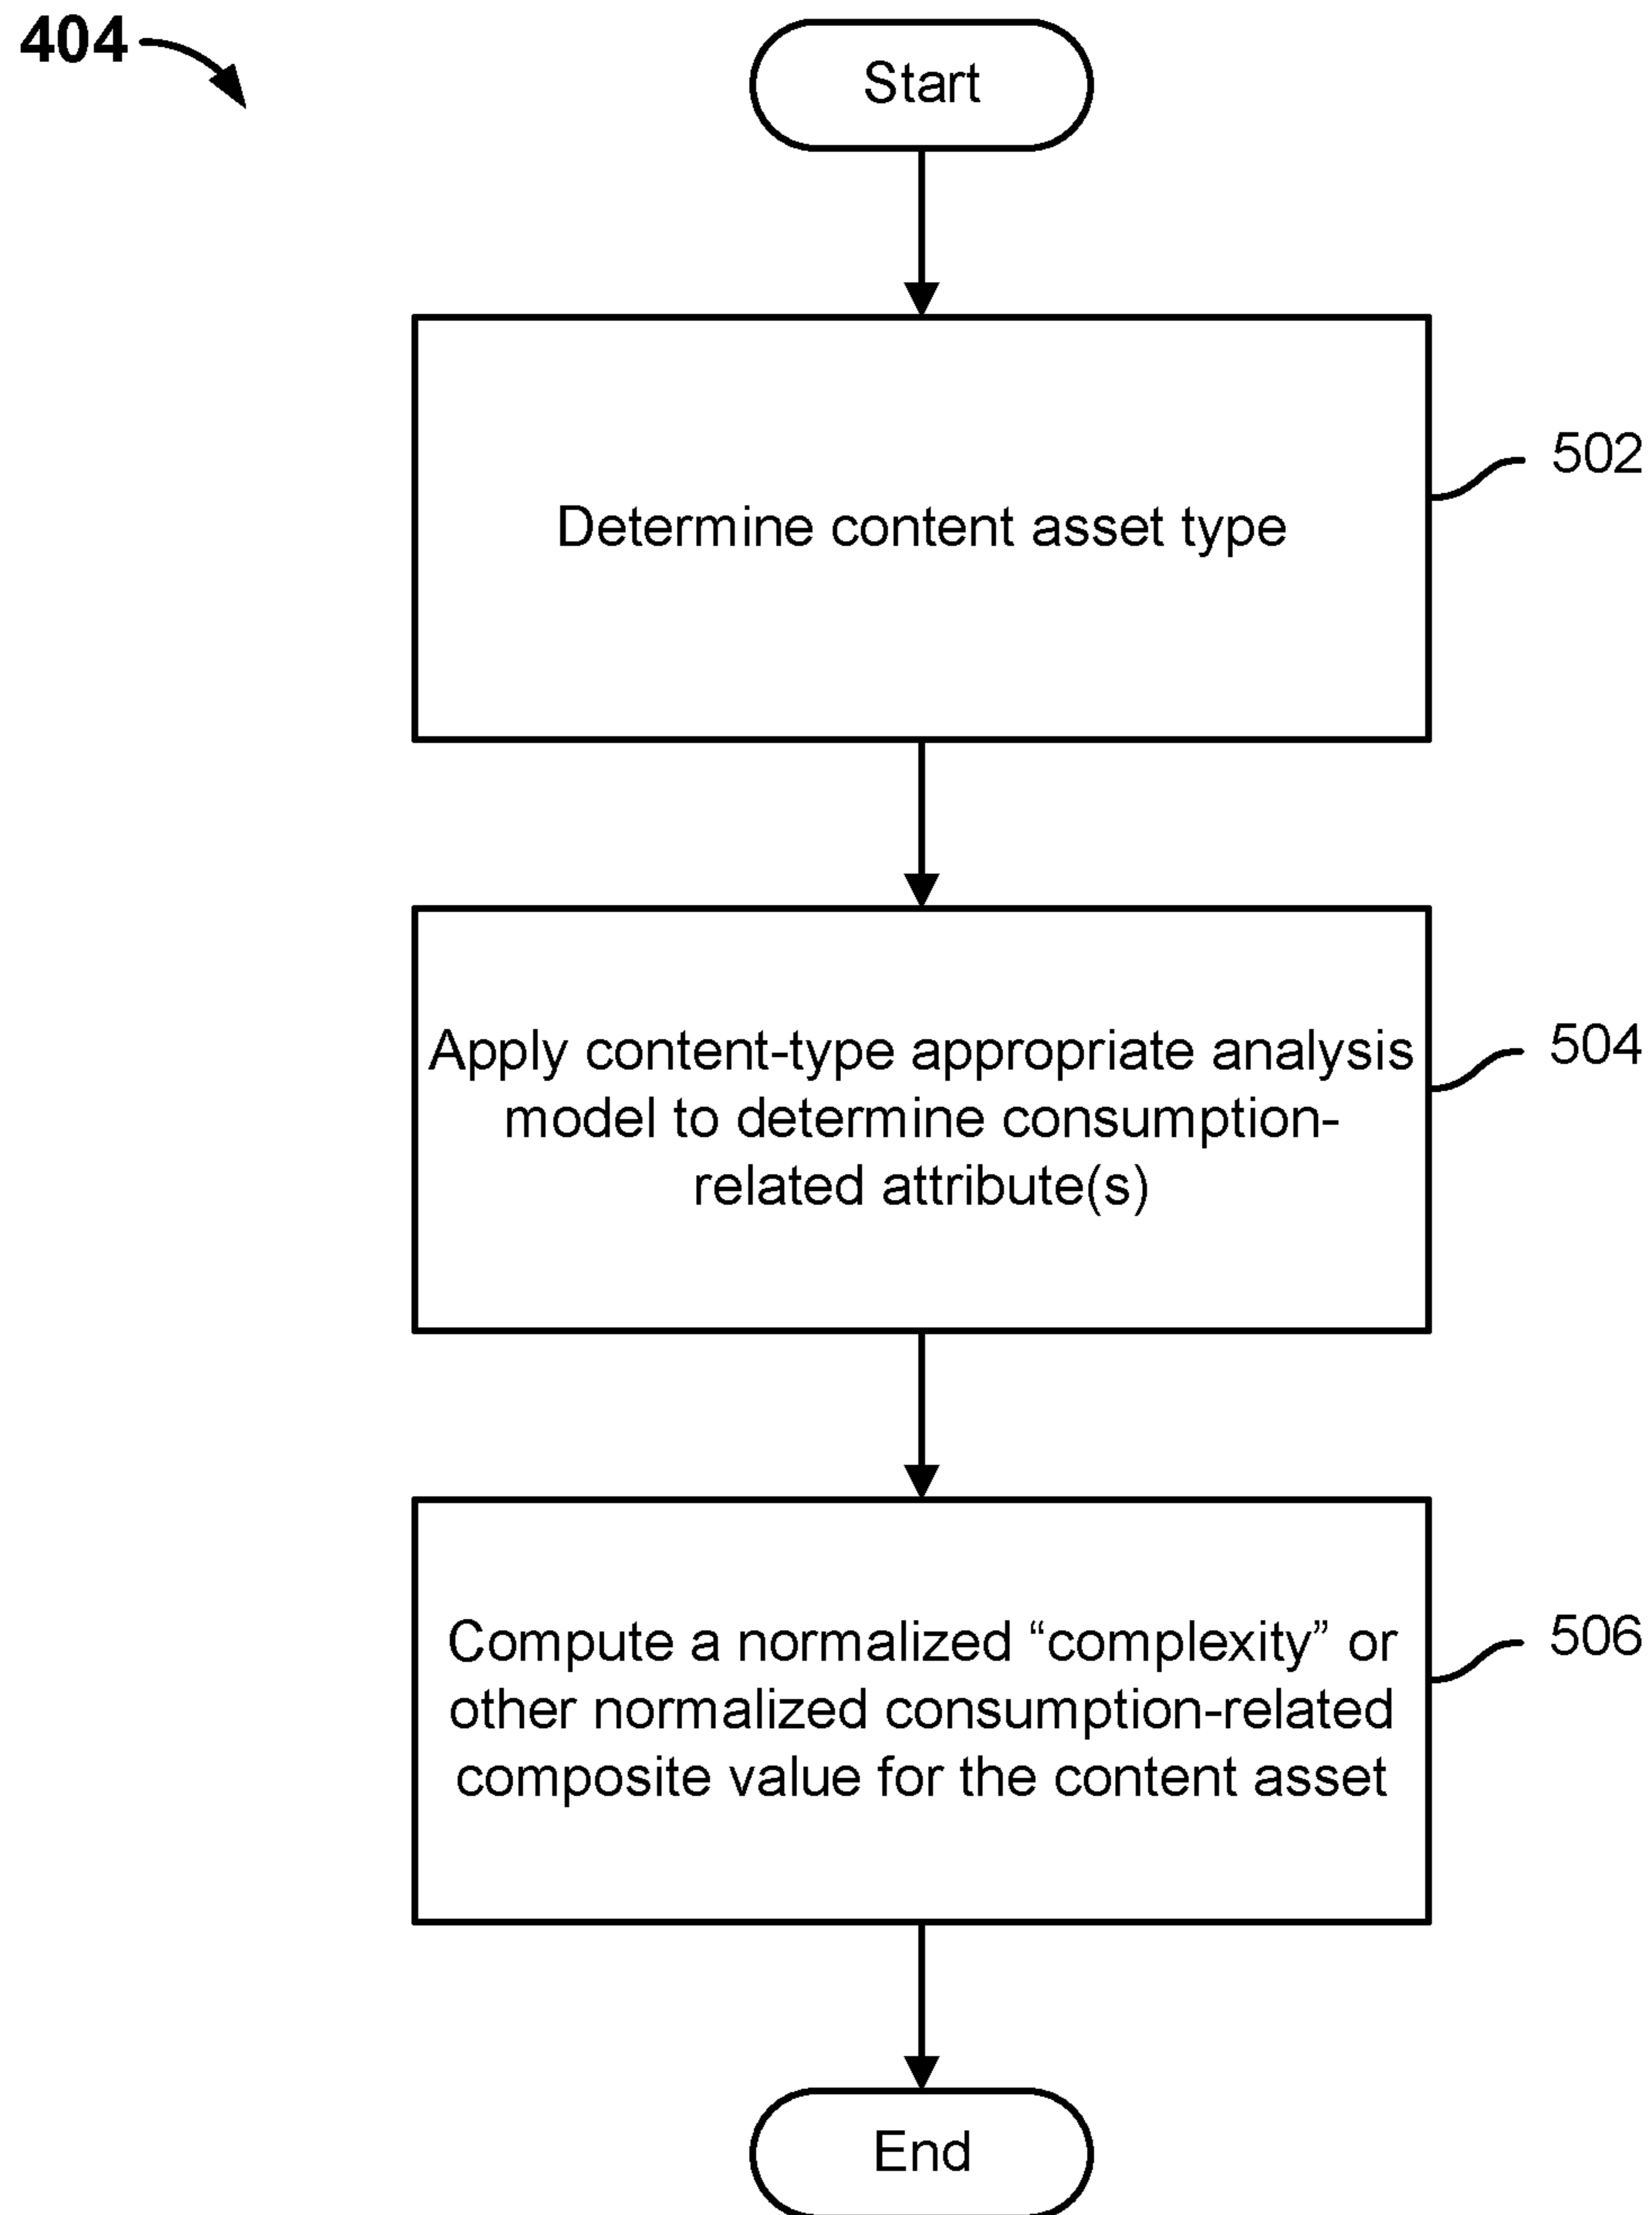 404
Start
Determine content asset type
502
Apply content-type appropriate analysis
model to determine consumption-
related attribute(s)
504
Compute a normalized “complexity” or
other normalized consumption-related
composite value for the content asset
506
End